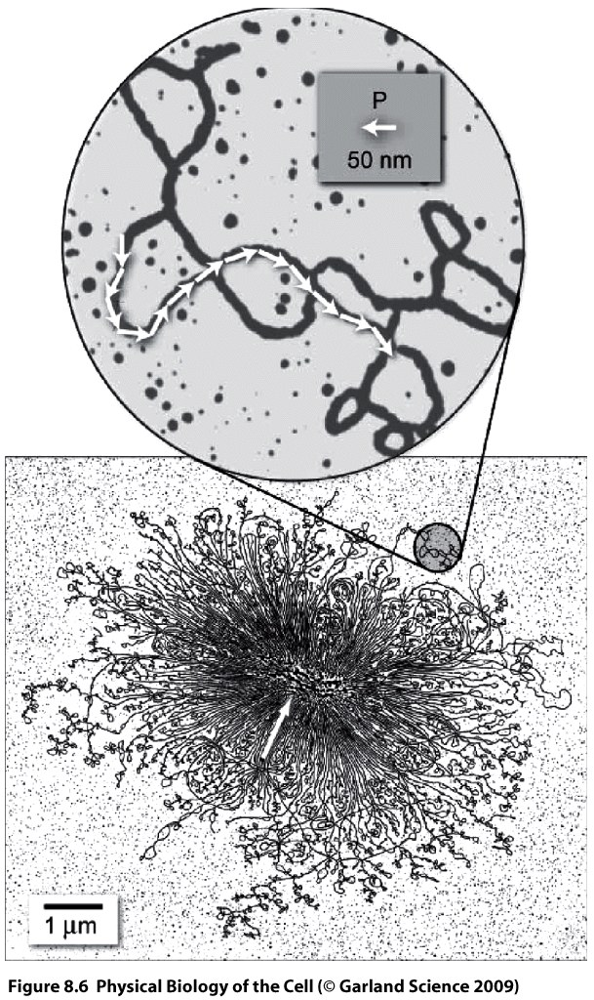 P
50 nm
1 μm
Figure 8.6 Physical Biology of the Cell (© Garland Science 2009)